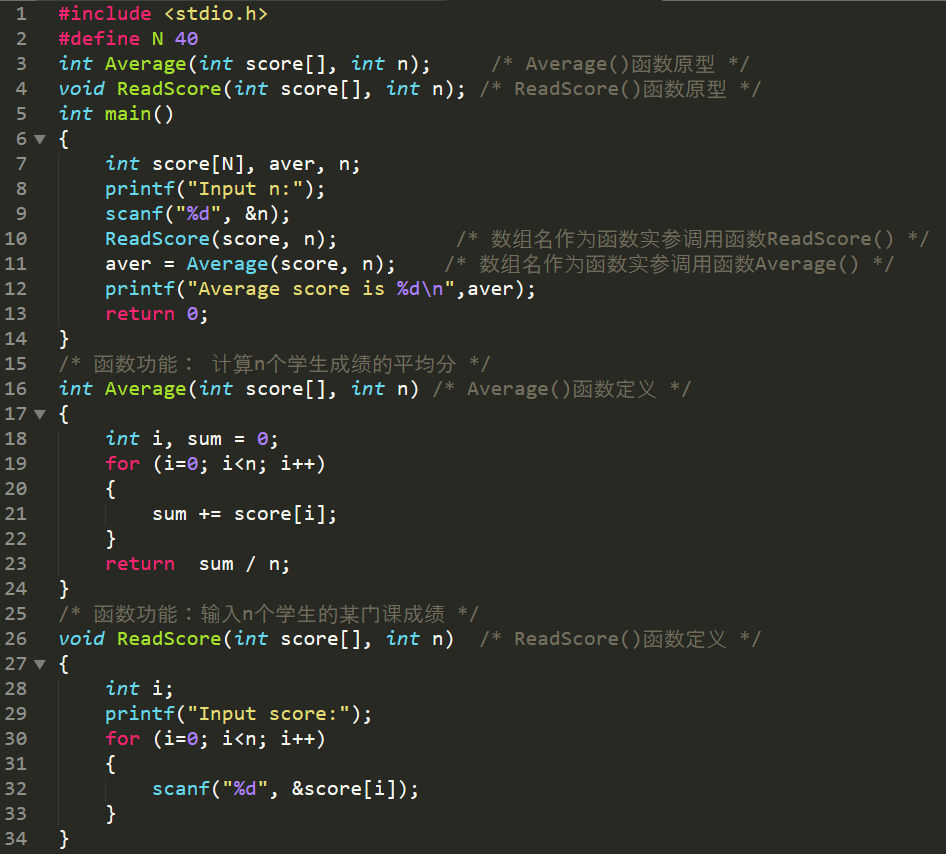 1 #include <stdio.h>
2 #define N 40
3 int Average(int score[], int n);     /* Average()函数原型 */
4 void ReadScore(int score[], int n); /* ReadScore()函数原型 */
5 int main()
6 {
7     int score[N], aver, n;
8     printf("Input n:");
9     scanf("%d", &n);
10     ReadScore(score, n);          /* 数组名作为函数实参调用函数ReadScore() */
11     aver = Average(score, n);    /* 数组名作为函数实参调用函数Average() */
12     printf("Average score is %d\n",aver);
13     return 0;
14 }
15 /* 函数功能： 计算n个学生成绩的平均分 */
16 int Average(int score[], int n) /* Average()函数定义 */
17 {
18     int i, sum = 0;
19     for (i=0; i<n; i++)
20     {
21         sum += score[i];
22     }
23     return  sum / n;
24 }
25 /* 函数功能：输入n个学生的某门课成绩 */
26 void ReadScore(int score[], int n)  /* ReadScore()函数定义 */
27 {
28     int i;
29     printf("Input score:");
30     for (i=0; i<n; i++)
31     {
32         scanf("%d", &score[i]);
33     }
34 }